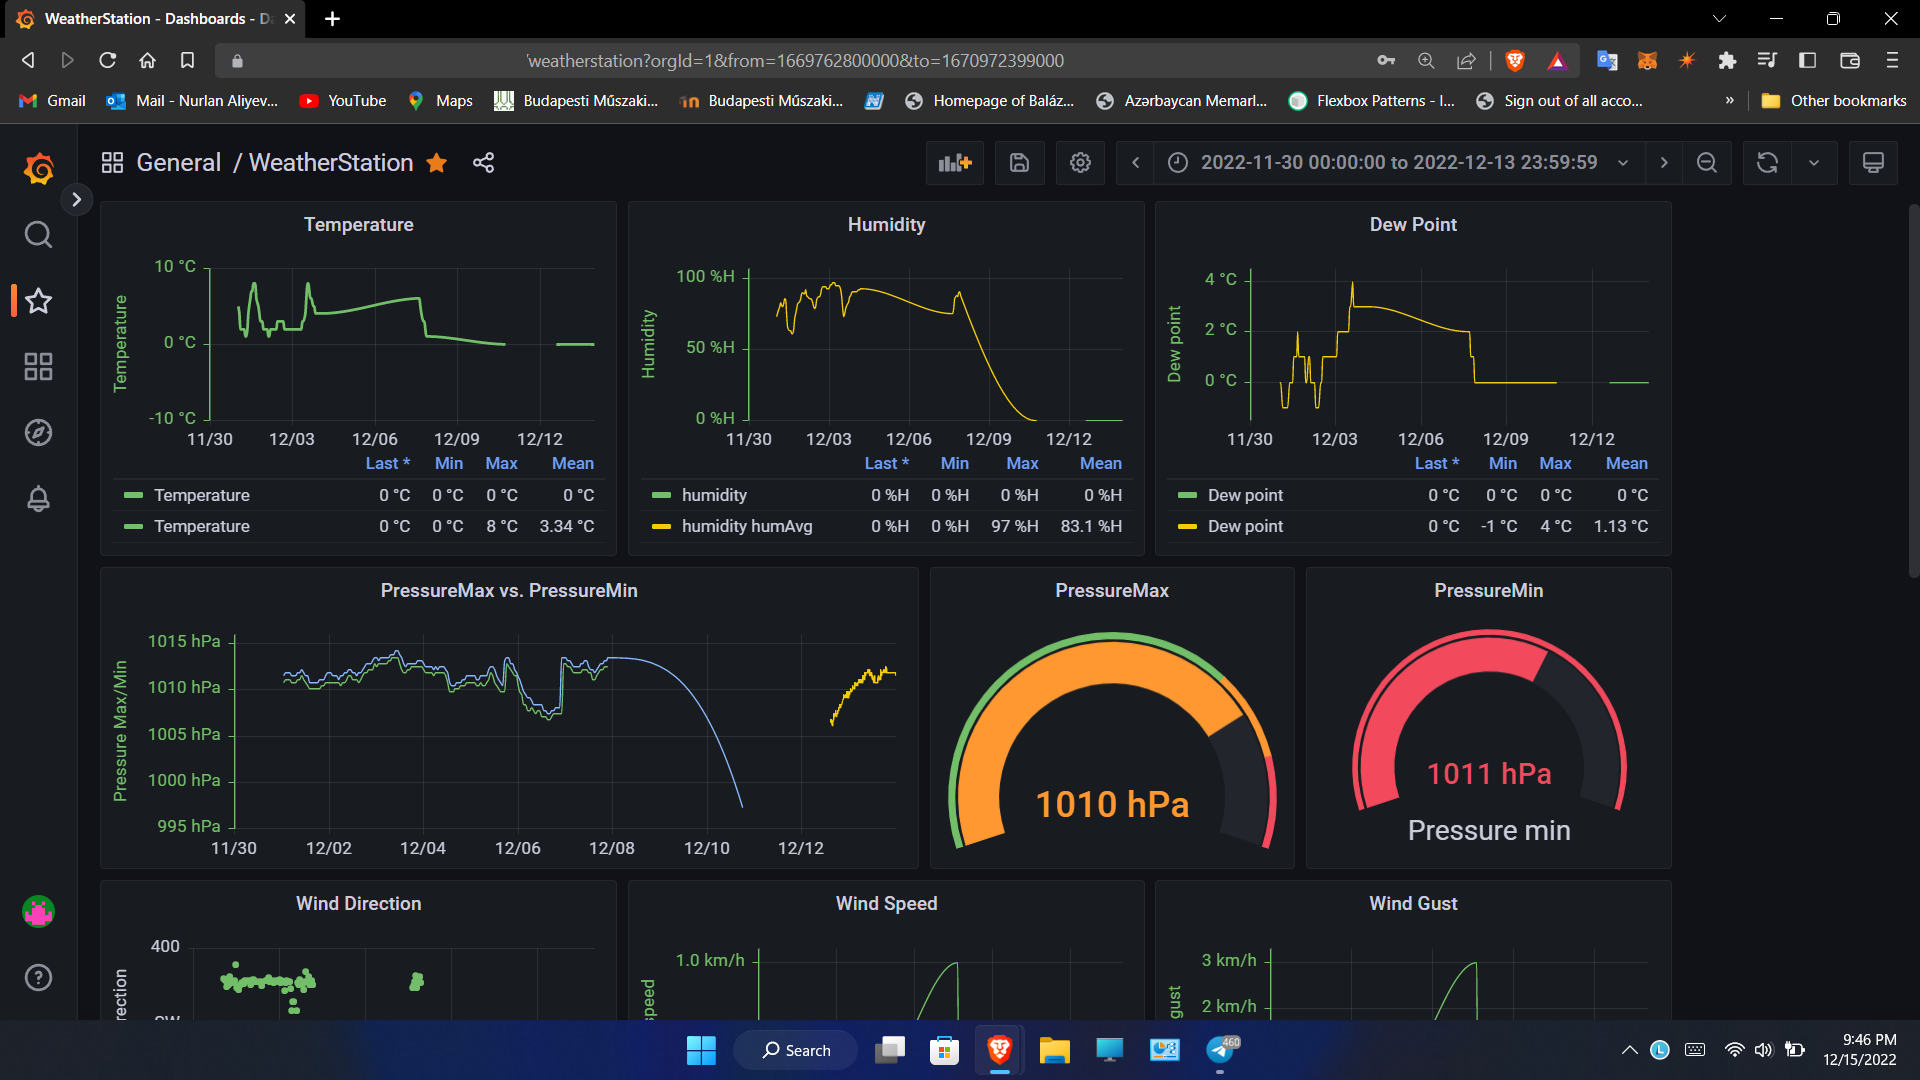 WeatherStation - Dashboards - D
'weatherstation?orgId=1&from=1669762800000&to=1670972399000
Gmail
Mail - Nurlan Aliyev...
YouTube
Maps
Budapesti Műszaki...
Budapesti Műszaki...
Homepage of Baláz...
Azərbaycan Memarl...
Flexbox Patterns - I...
Sign out of all acco...
»
Other bookmarks
General / WeatherStation
2022-11-30 00:00:00 to 2022-12-13 23:59:59
Temperature
Temperature
10 °C
0 °C
-10 °C
11/30 12/03 12/06 12/09 12/12
Last * Min Max Mean
Temperature 0 °C 0 °C 0 °C 0 °C
Temperature 0 °C 0 °C 8 °C 3.34 °C
Humidity
Humidity
100 %H
50 %H
0 %H
11/30 12/03 12/06 12/09 12/12
Last * Min Max Mean
humidity 0 %H 0 %H 0 %H 0 %H
humidity humAvg 0 %H 0 %H 97 %H 83.1 %H
Dew Point
Dew point
4 °C
2 °C
0 °C
11/30 12/03 12/06 12/09 12/12
Last * Min Max Mean
Dew point 0 °C 0 °C 0 °C 0 °C
Dew point 0 °C -1 °C 4 °C 1.13 °C
PressureMax vs. PressureMin
Pressure Max/Min
1015 hPa
1010 hPa
1005 hPa
1000 hPa
995 hPa
11/30 12/02 12/04 12/06 12/08 12/10 12/12
PressureMax
1010 hPa
PressureMin
1011 hPa
Pressure min
Wind Direction
rection
400
Wind Speed
speed
1.0 km/h
Wind Gust
gust
3 km/h
2 km/h
Search
460
L
9:46 PM
12/15/2022